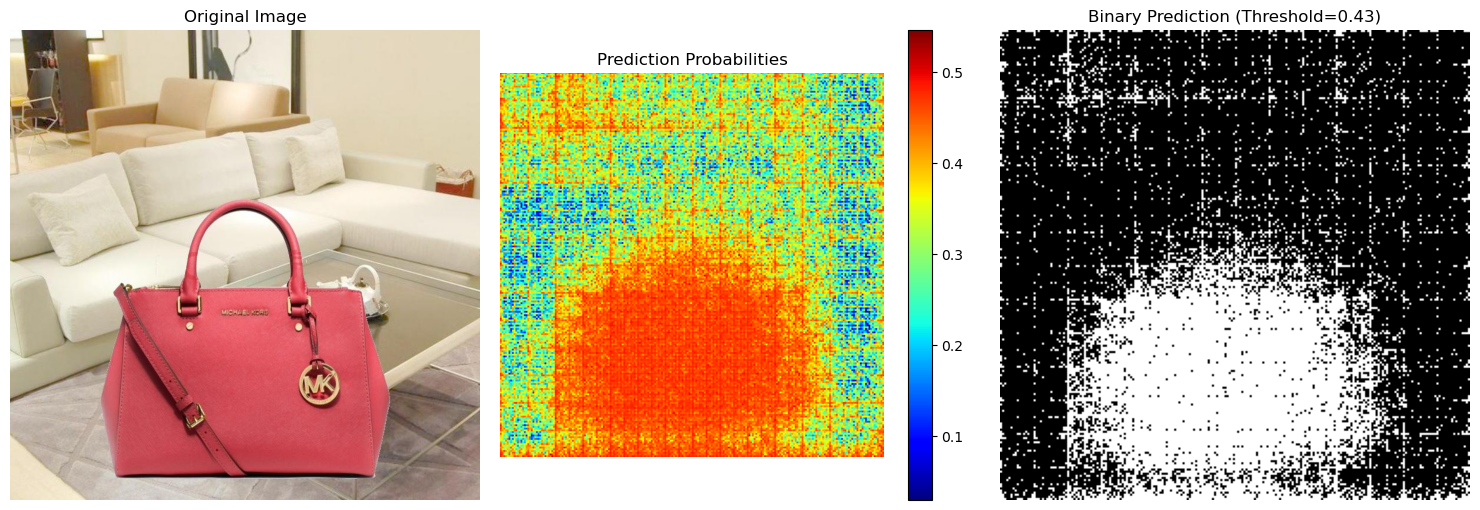 Original Image
MICHAEL KORS
MK
Prediction Probabilities
0.5
0.4
0.3
0.2
0.1
Binary Prediction (Threshold=0.43)